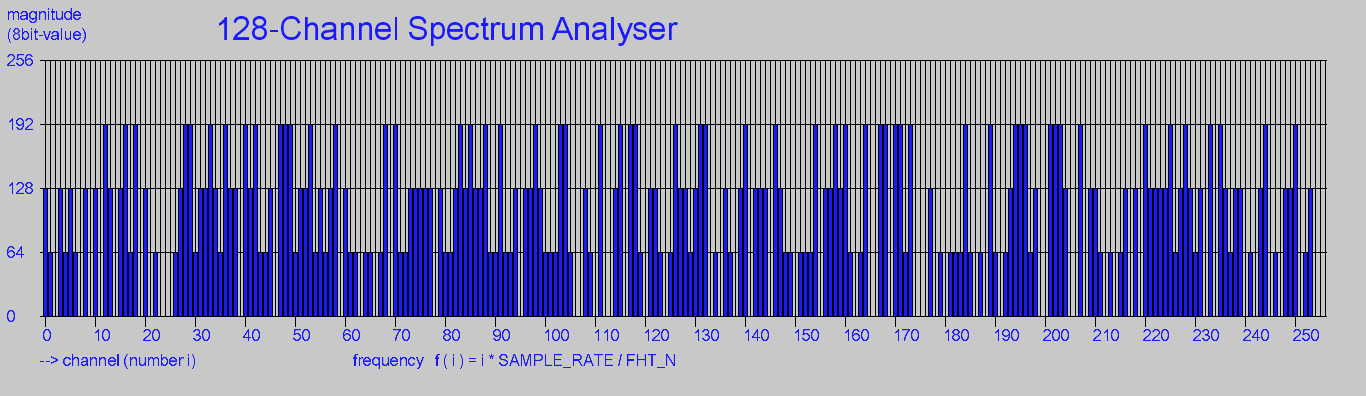 magnitude
(8bit-value)
128-Channel Spectrum Analyser
256
192
128
64
0
0 10 20 30 40 50 60 70 80 90 100 110 120 130 140 150 160 170 180 190 200 210 220 230 240 250
--> channel (number i) frequency f ( i ) = i * SAMPLE_RATE / FHT_N